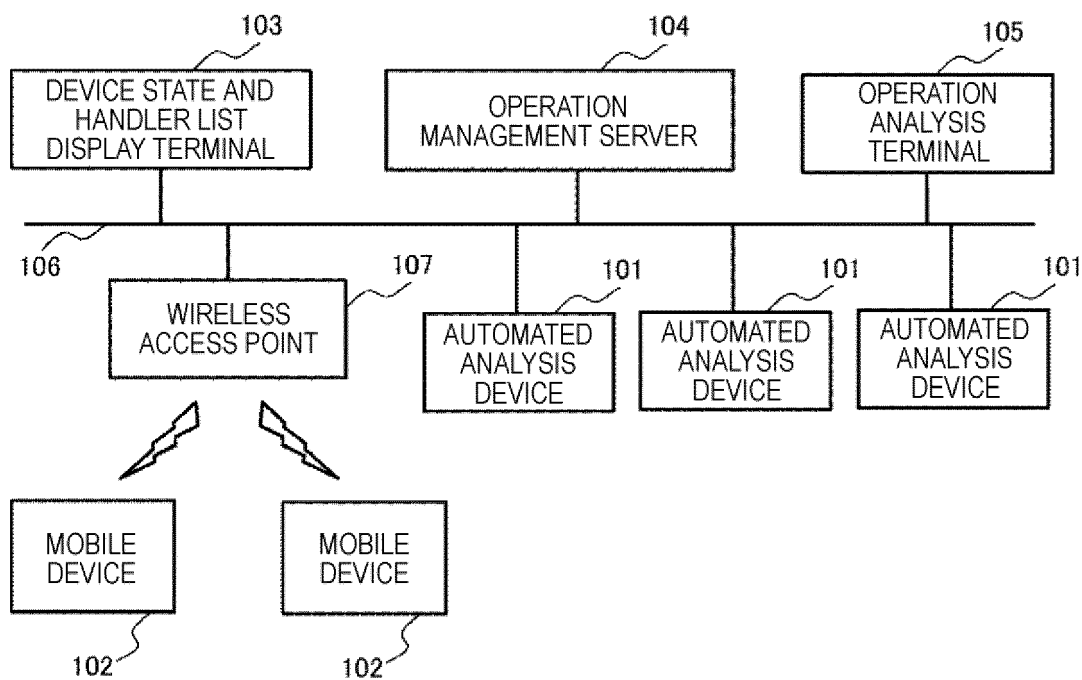 103
104
105
DEVICE STATE AND
HANDLER LIST
DISPLAY TERMINAL
OPERATION
MANAGEMENT SERVER
OPERATION
ANALYSIS
TERMINAL
106
107
101
101
101
WIRELESS
ACCESS POINT
AUTOMATED
ANALYSIS
DEVICE
AUTOMATED
ANALYSIS
DEVICE
AUTOMATED
ANALYSIS
DEVICE
MOBILE
DEVICE
MOBILE
DEVICE
102
102